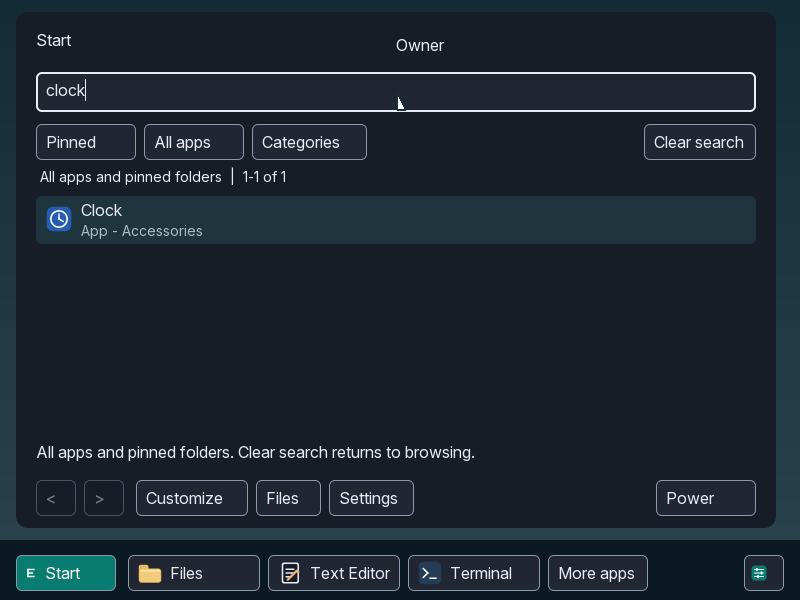 Start
Owner
clock
Pinned
All apps
Categories
Clear search
All apps and pinned folders | 1-1 of 1
Clock
App - Accessories
All apps and pinned folders. Clear search returns to browsing.
< > Customize Files Settings Power
E Start Files Text Editor Terminal More apps